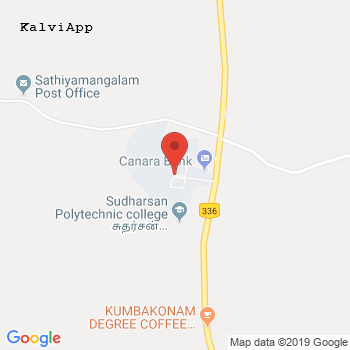 KalviApp
Sathiyamangalam
Post Office
Canara Bank
Sudharsan
Polytechnic college
சுதர்சன...
336
KUMBAKONAM
DEGREE COFFEE...
Google
Map data ©2019 Google